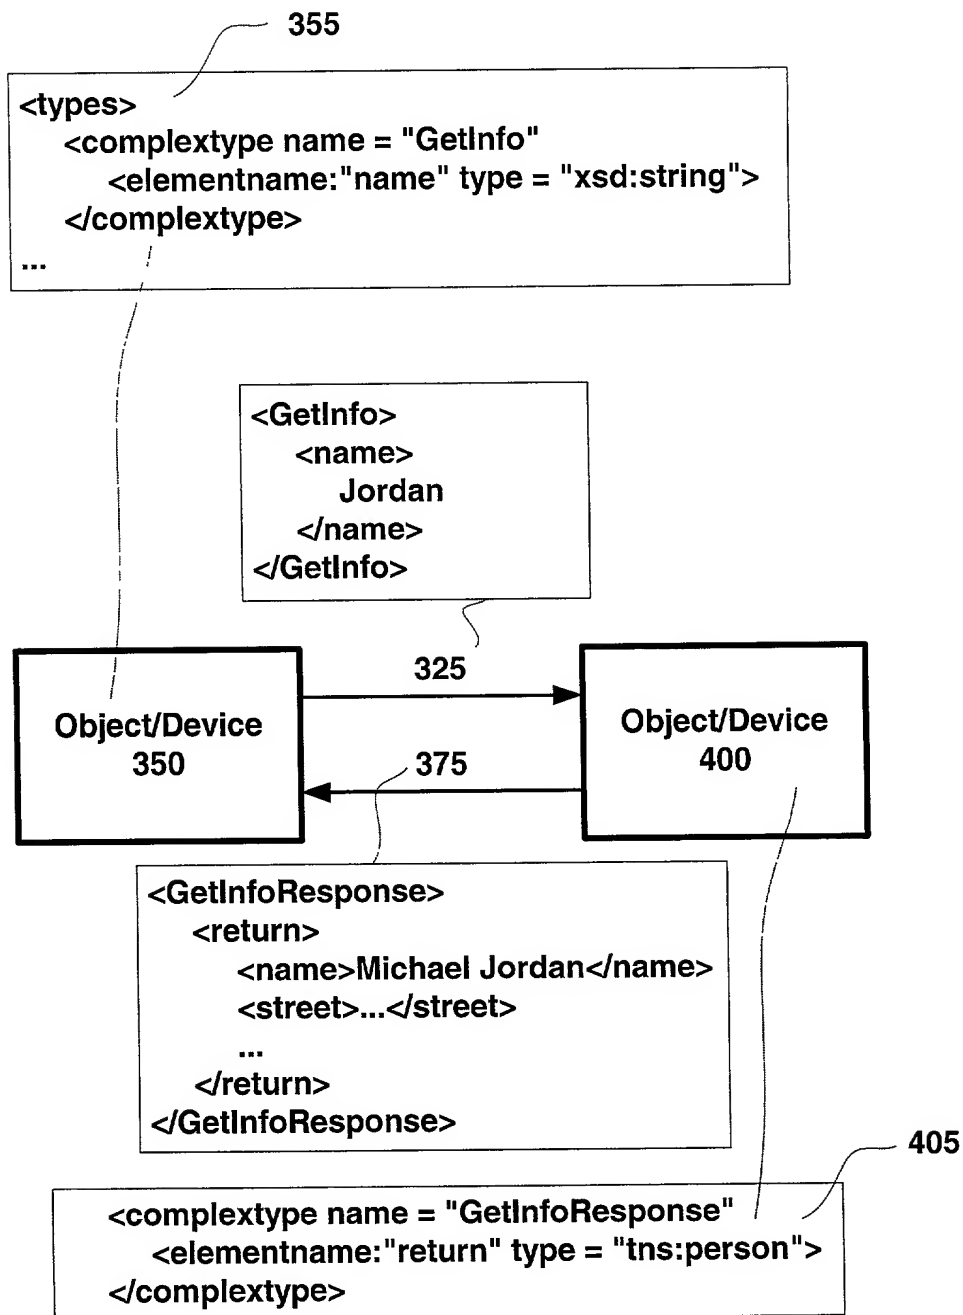 355
<types>
<complextype name = "GetInfo"
<elementname:"name" type = "xsd:string">
</complextype>
...
<GetInfo>
<name>
Jordan
</name>
</GetInfo>
325
Object/Device
350
Object/Device
400
375
<GetInfoResponse>
<return>
<name>Michael Jordan</name>
<street>...</street>
...
</return>
</GetInfoResponse>
405
<complextype name = "GetInfoResponse"
<elementname:"return" type = "tns:person">
</complextype>